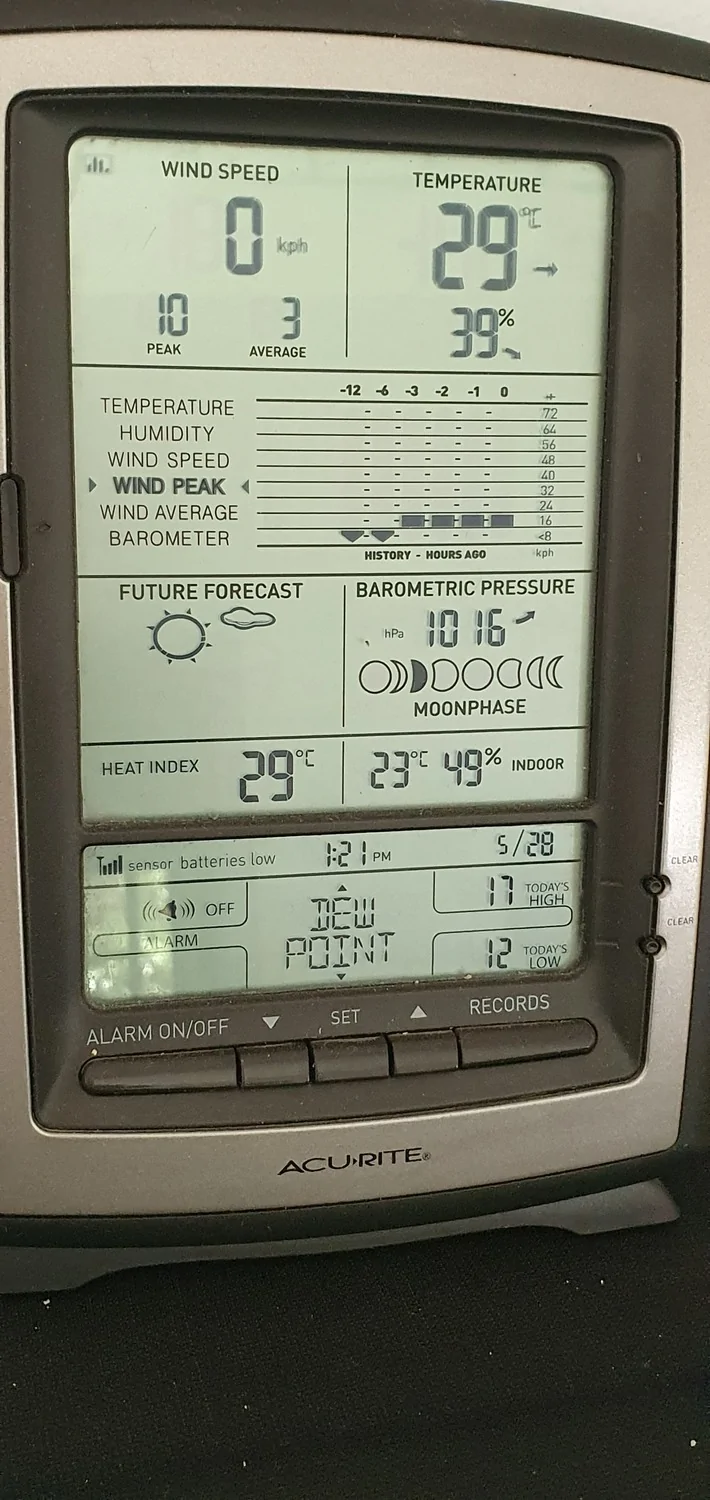 WIND SPEED
TEMPERATURE
0 kph
29 °C
10
3
39%
PEAK
AVERAGE
-12 -6 -3 -2 -1 0
TEMPERATURE
72
HUMIDITY
64
56
WIND SPEED
48
40
WIND PEAK
32
24
WIND AVERAGE
16
BAROMETER
<8
HISTORY - HOURS AGO
kph
FUTURE FORECAST
BAROMETRIC PRESSURE
hPa 1016
MOONPHASE
HEAT INDEX 29°C
23°C 49% INDOOR
sensor batteries low 1:21 PM 5/28
CLEAR
OFF
DEW
17 TODAY'S HIGH
CLEAR
ALARM
POINT
12 TODAY'S LOW
ALARM ON/OFF
SET
RECORDS
ACU›RITE®